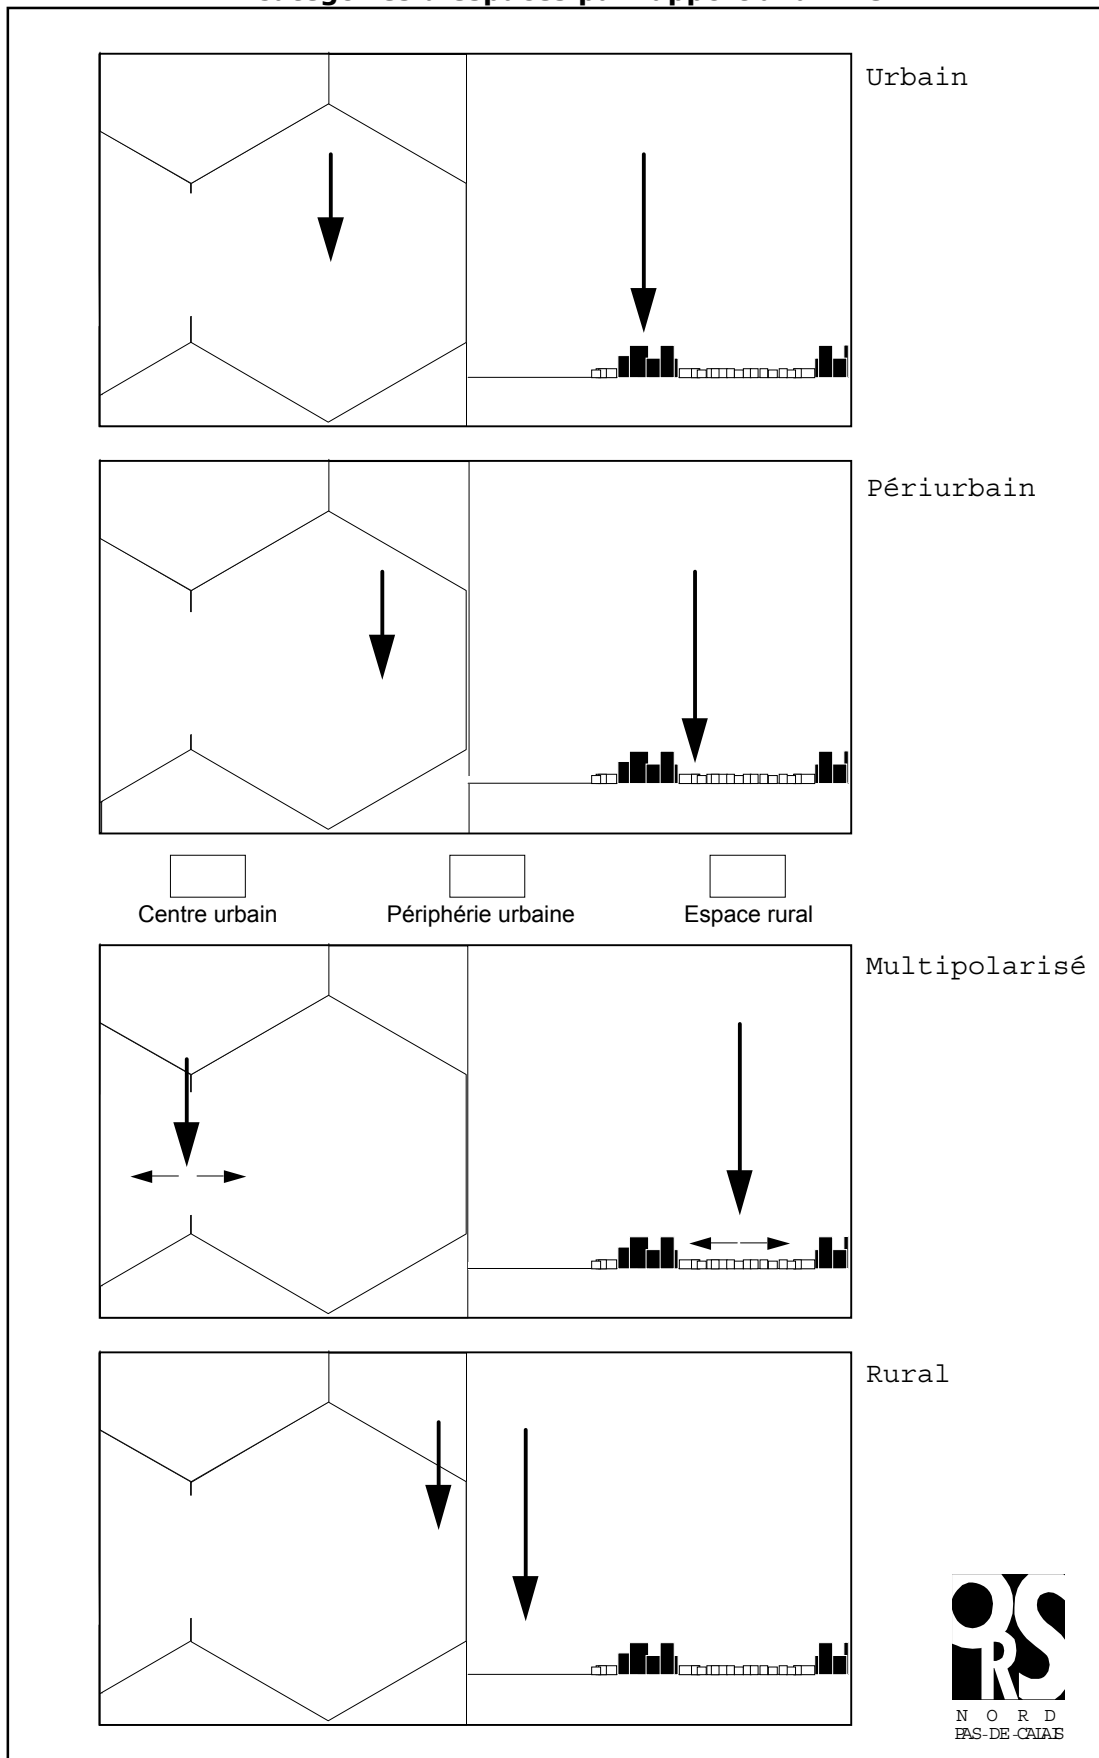 Urbain
Périurbain
Centre urbain
Périphérie urbaine
Espace rural
Multipolarisé
Rural
ORS
N O R D
PAS-DE-CALAIS